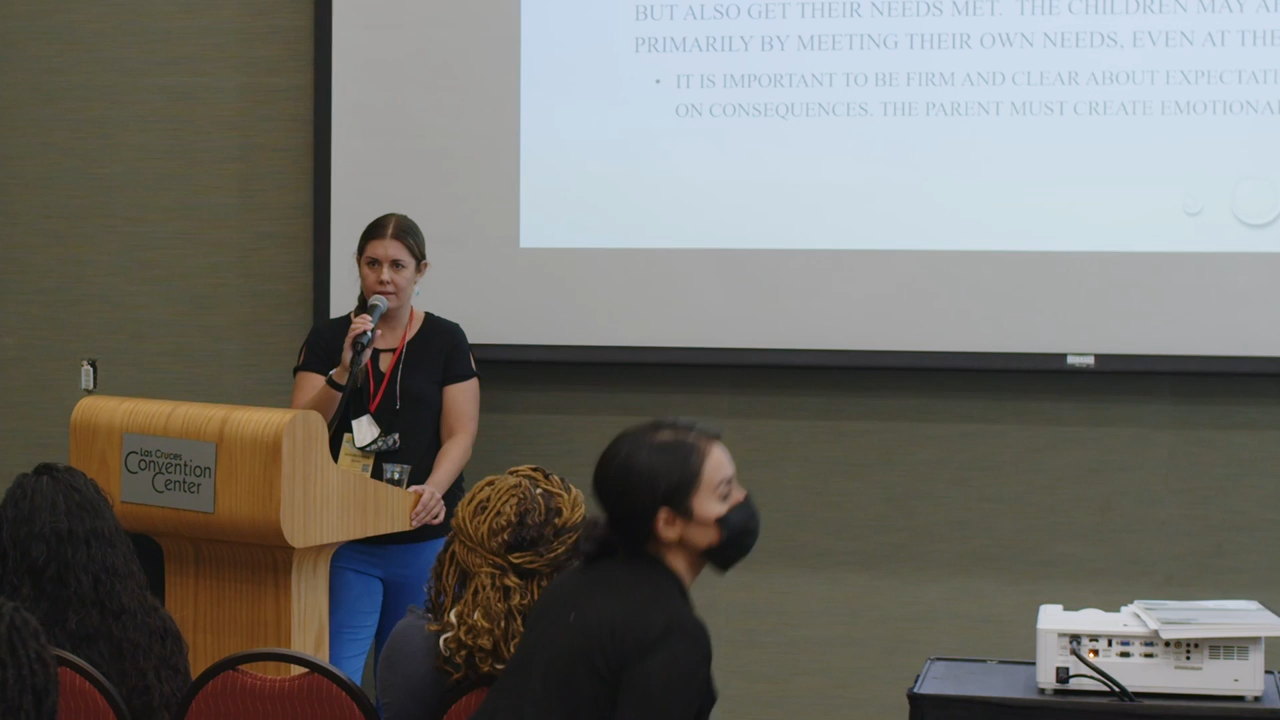 BUT ALSO GET THEIR NEEDS MET. THE CHILDREN MAY
PRIMARILY BY MEETING THEIR OWN NEEDS, EVEN AT THE
• IT IS IMPORTANT TO BE FIRM AND CLEAR ABOUT EXPECTATI
ON CONSEQUENCES. THE PARENT MUST CREATE EMOTIONAL
Las Cruces
Convention
Center